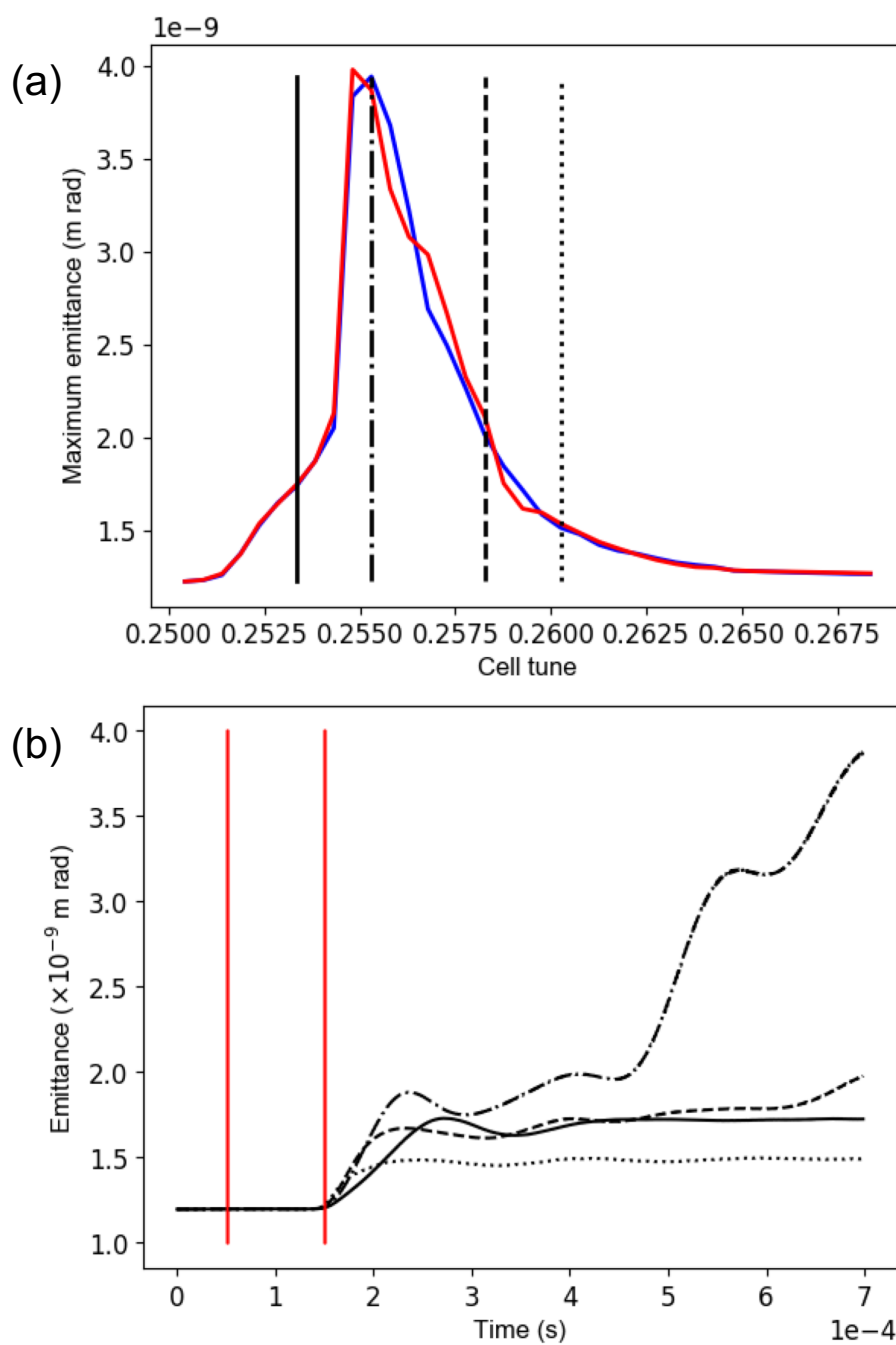 1e−9
(a)
4.0
3.5
3.0
2.5
2.0
1.5
Maximum emittance (m rad)
0.2500 0.2525 0.2550 0.2575 0.2600 0.2625 0.2650 0.2675
Cell tune
(b)
4.0
3.5
3.0
2.5
2.0
1.5
1.0
Emittance (×10⁻⁹ m rad)
0 1 2 3 4 5 6 7
1e−4
Time (s)